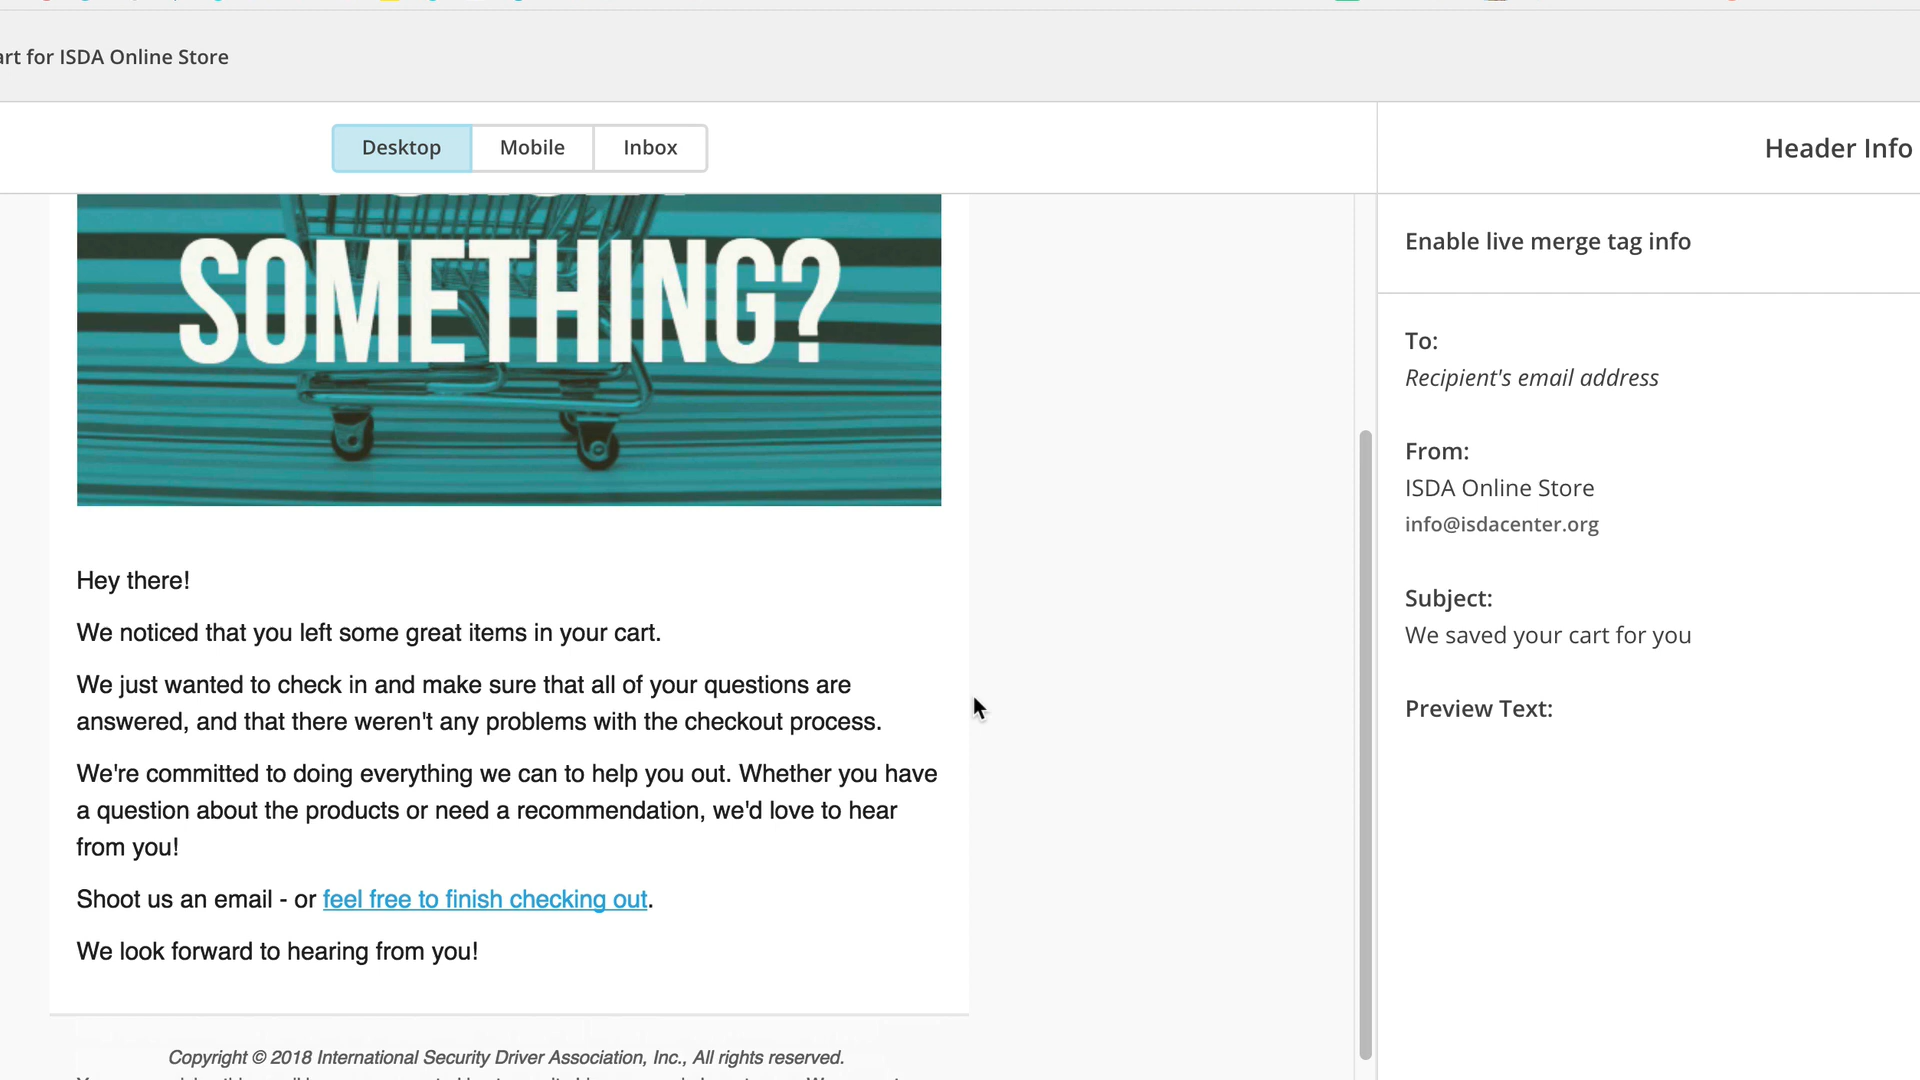 art for ISDA Online Store
Desktop
Mobile
Inbox
Header Info
SOMETHING?
Hey there!
We noticed that you left some great items in your cart.
We just wanted to check in and make sure that all of your questions are
answered, and that there weren't any problems with the checkout process.
We're committed to doing everything we can to help you out. Whether you have
a question about the products or need a recommendation, we'd love to hear
from you!
Shoot us an email - or feel free to finish checking out.
We look forward to hearing from you!
Copyright © 2018 International Security Driver Association, Inc., All rights reserved.
Enable live merge tag info
To:
Recipient's email address
From:
ISDA Online Store
info@isdacenter.org
Subject:
We saved your cart for you
Preview Text: